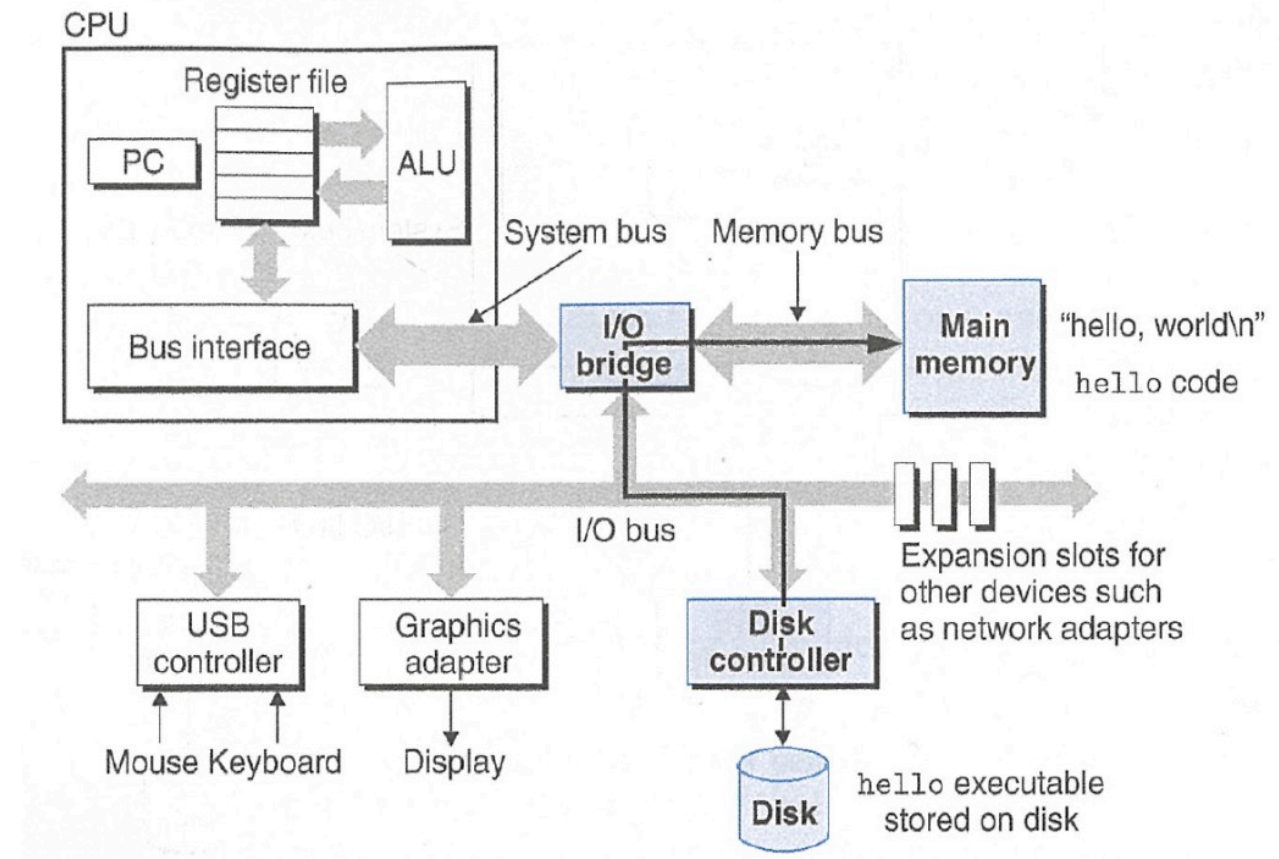 CPU
Register file
PC
ALU
System bus
Memory bus
Bus interface
I/O
bridge
Main
memory
“hello, world\n”
hello code
I/O bus
Expansion slots for
other devices such
as network adapters
USB
controller
Graphics
adapter
Disk
controller
Mouse Keyboard
Display
Disk
hello executable
stored on disk